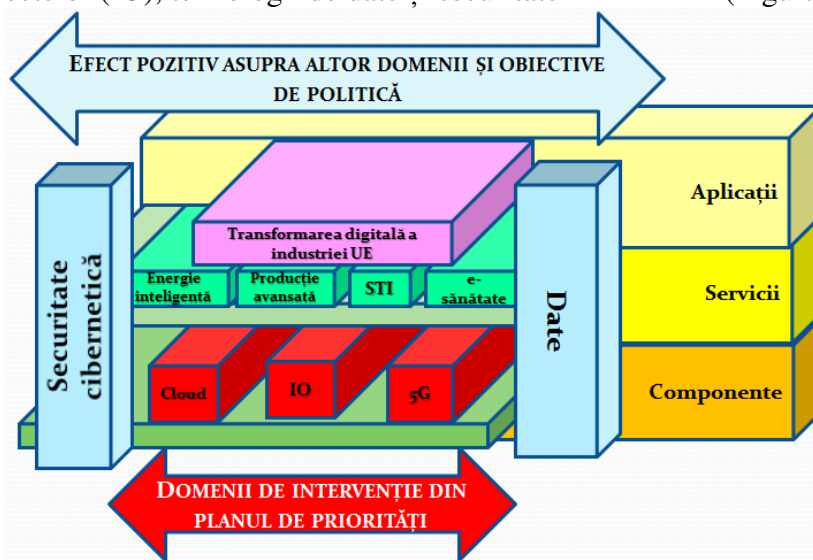 EFECT POZITIV ASUPRA ALTOR DOMENII ȘI OBIECTIVE
DE POLITICĂ
Aplicații
Transformarea digitală a
industriei UE
Energie
inteligentă
Producție
avansată
STI
e-
sănătate
Servicii
Securitate
cibernetică
Date
Cloud
IO
5G
Componente
DOMENII DE INTERVENȚIE DIN
PLANUL DE PRIORITĂȚI